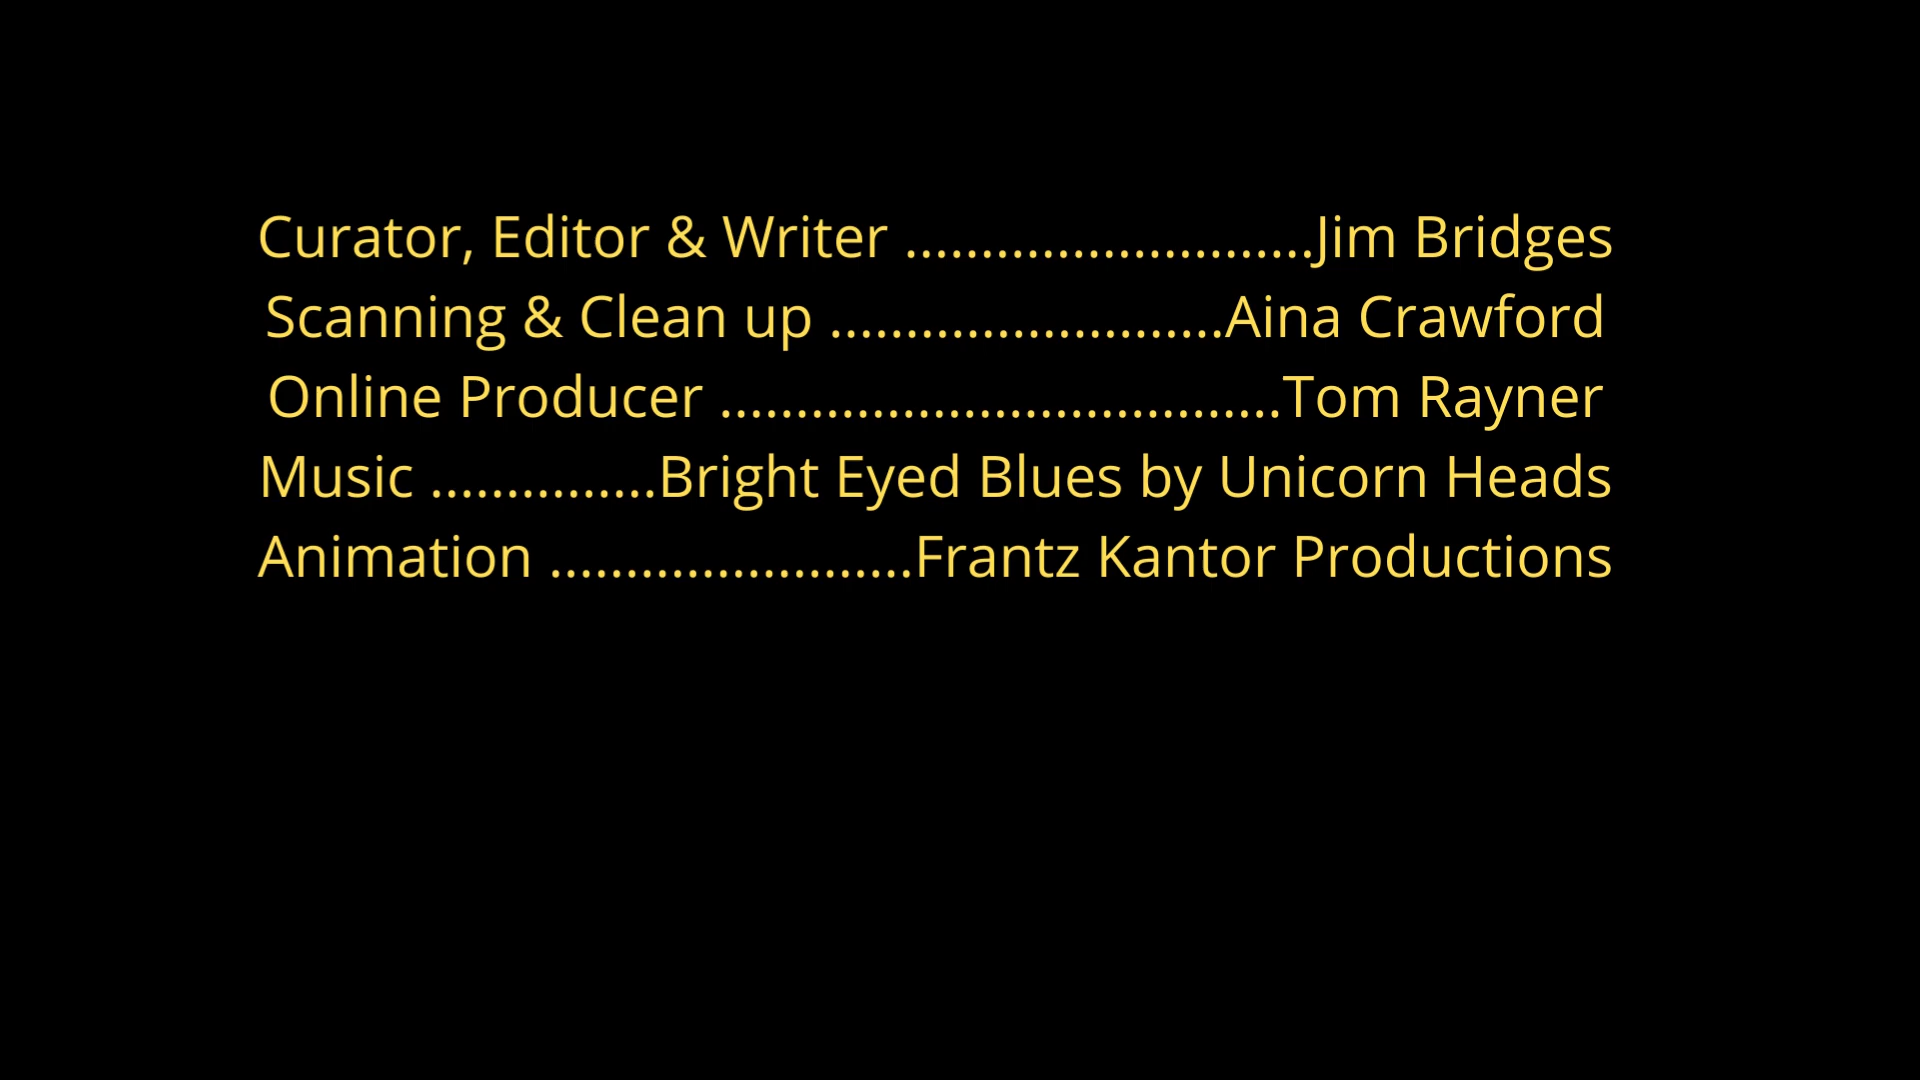 Curator, Editor & Writer ...........................Jim Bridges
Scanning & Clean up ..........................Aina Crawford
Online Producer .....................................Tom Rayner
Music ...............Bright Eyed Blues by Unicorn Heads
Animation ........................Frantz Kantor Productions